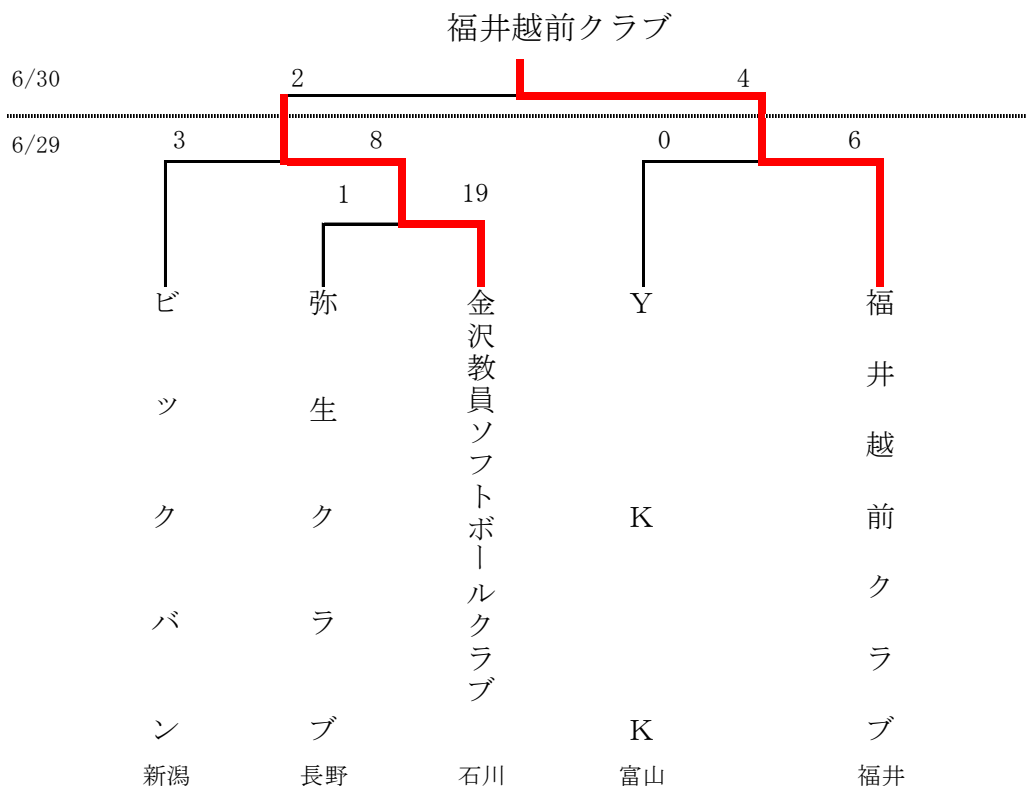 福井越前クラブ
6/30
2
4
6/29
3
8
0
6
1
19
ビックバン
弥生クラブ
金沢教員ソフトボールクラブ
YKK
福井越前クラブ
新潟
長野
石川
富山
福井